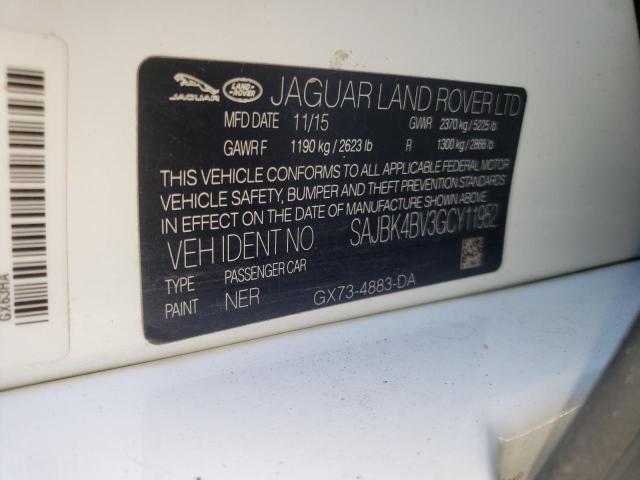 GX63HA
JAGUAR
LAND-ROVER
JAGUAR LAND ROVER LTD
MFD DATE 11/15 GVWR 2370 kg / 5225 lb
GAWR F 1190 kg / 2623 lb R 1300 kg / 2866 lb
THIS VEHICLE CONFORMS TO ALL APPLICABLE FEDERAL MOTOR
VEHICLE SAFETY, BUMPER AND THEFT PREVENTION STANDARDS
IN EFFECT ON THE DATE OF MANUFACTURE SHOWN ABOVE.
VEH IDENT NO. SAJBK4BV3GCY11952
TYPE PASSENGER CAR
PAINT NER GX73-4883-DA